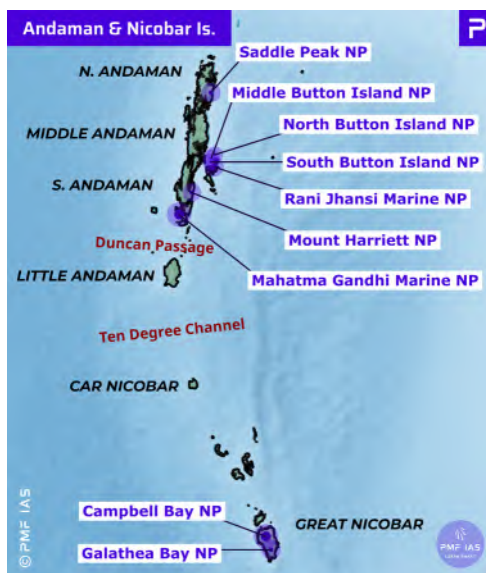 Andaman & Nicobar Is.
P
Saddle Peak NP
N. ANDAMAN
Middle Button Island NP
North Button Island NP
MIDDLE ANDAMAN
South Button Island NP
S. ANDAMAN
Rani Jhansi Marine NP
Mount Harriett NP
Duncan Passage
LITTLE ANDAMAN
Mahatma Gandhi Marine NP
Ten Degree Channel
CAR NICOBAR
Campbell Bay NP
GREAT NICOBAR
Galathea Bay NP
© PMF IAS
PMF IAS